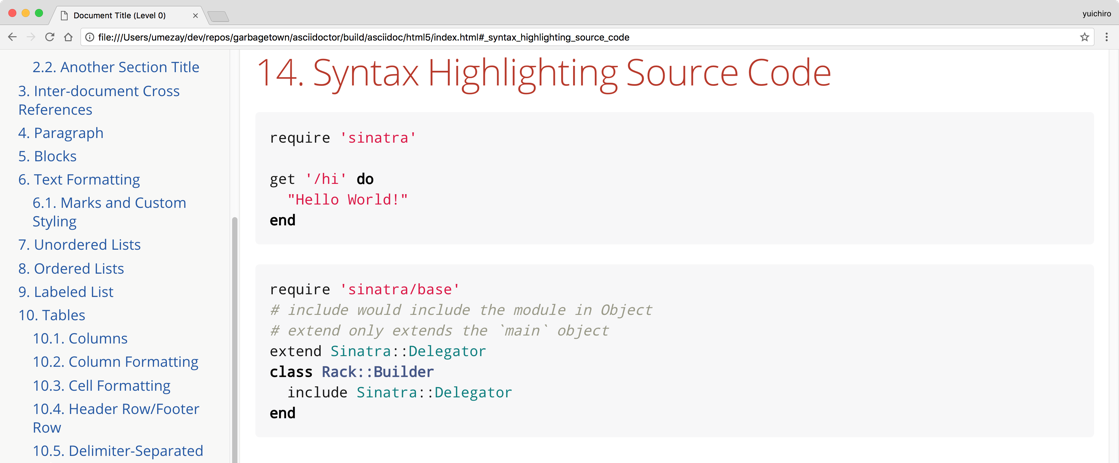 Document Title (Level 0)
yuichiro
file:///Users/umezay/dev/repos/garbagetown/asciidoctor/build/asciidoc/html5/index.html#_syntax_highlighting_source_code
2.2. Another Section Title
3. Inter-document Cross
References
4. Paragraph
5. Blocks
6. Text Formatting
6.1. Marks and Custom
Styling
7. Unordered Lists
8. Ordered Lists
9. Labeled List
10. Tables
10.1. Columns
10.2. Column Formatting
10.3. Cell Formatting
10.4. Header Row/Footer
Row
10.5. Delimiter-Separated
14. Syntax Highlighting Source Code
require 'sinatra'
get '/hi' do
"Hello World!"
end
require 'sinatra/base'
# include would include the module in Object
# extend only extends the `main` object
extend Sinatra::Delegator
class Rack::Builder
include Sinatra::Delegator
end